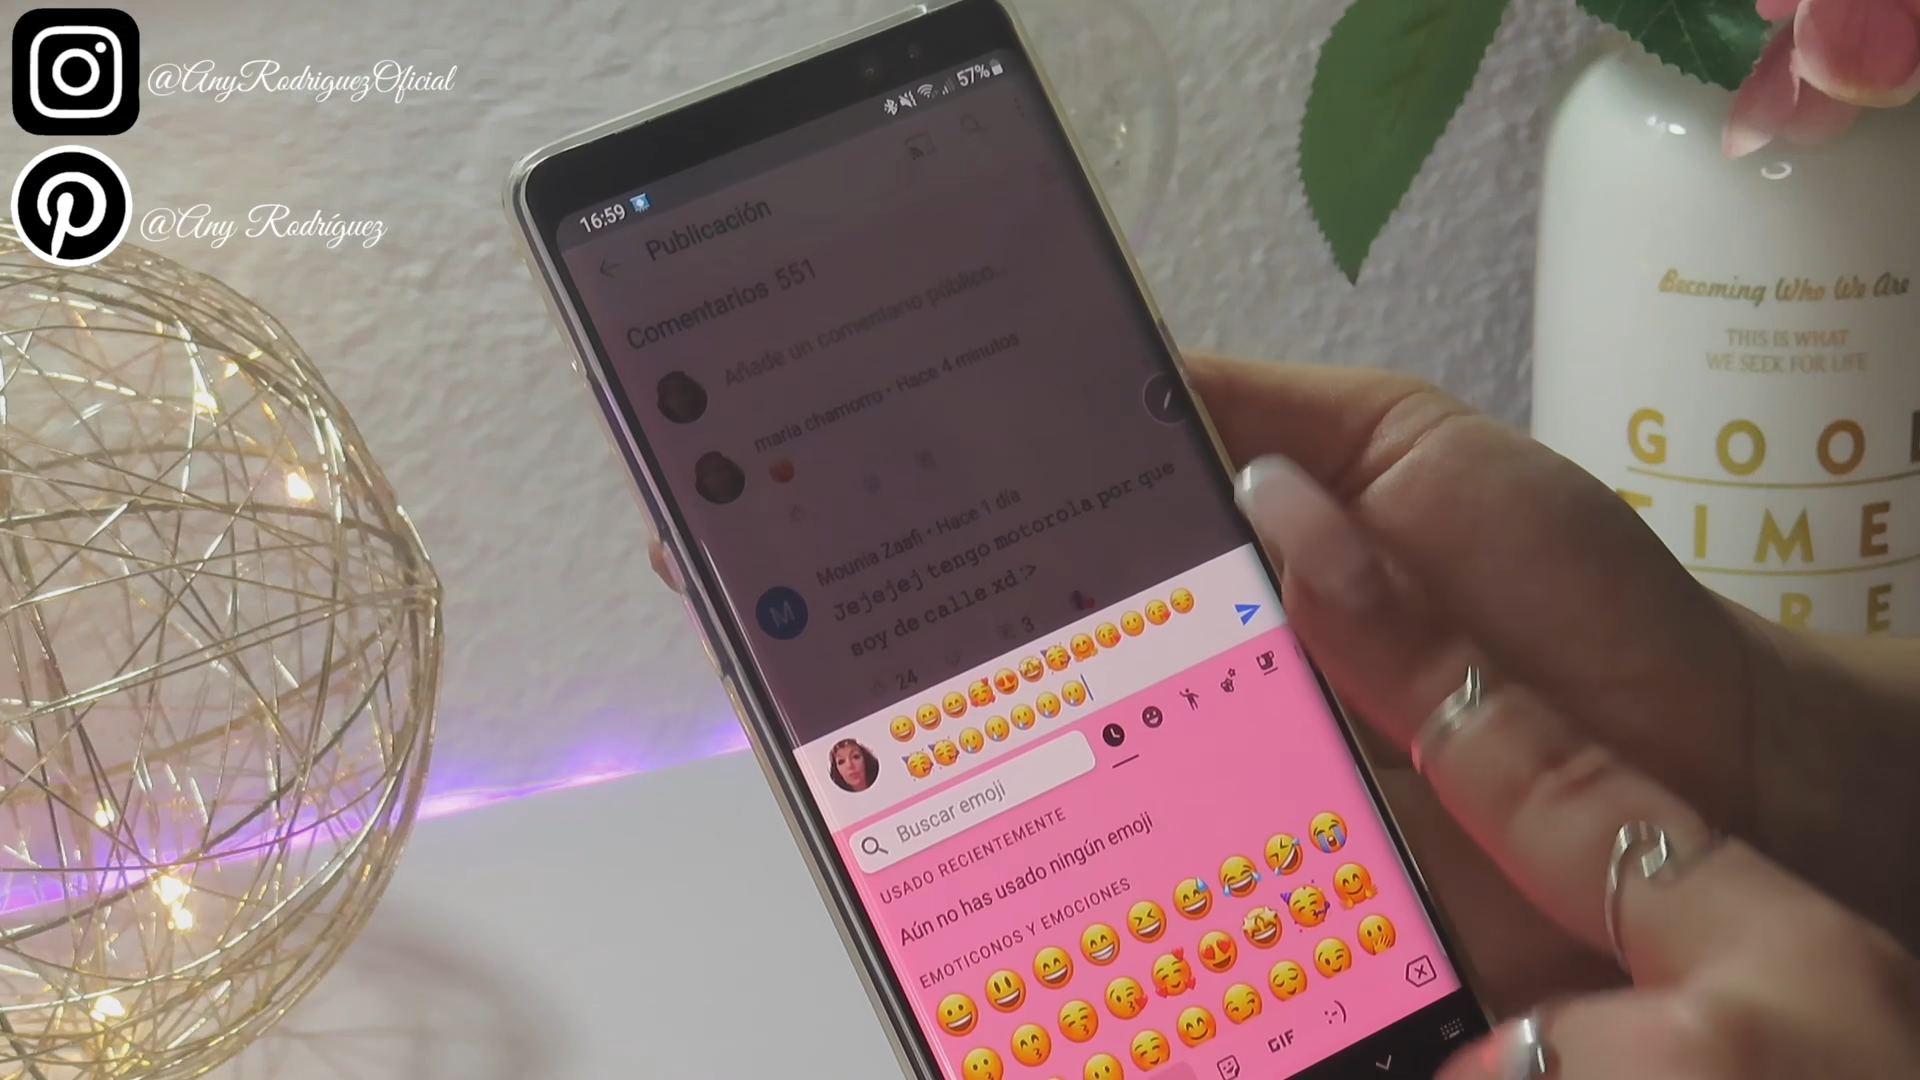 @AnyRodriguezOficial
@Any Rodríguez
16:59
57%
Publicación
Comentarios 551
Añade un comentario público...
maria chamorro • Hace 4 minutos
Mounia Zaafi • Hace 1 día
M
Jejejej tengo motorola por que
soy de calle xd :>
24
3
Buscar emoji
USADO RECIENTEMENTE
Aún no has usado ningún emoji
EMOTICONOS Y EMOCIONES
GIF
:-)
Becoming Who We Are
THIS IS WHAT
WE SEEK FOR LIFE
GOO
TIME
RE